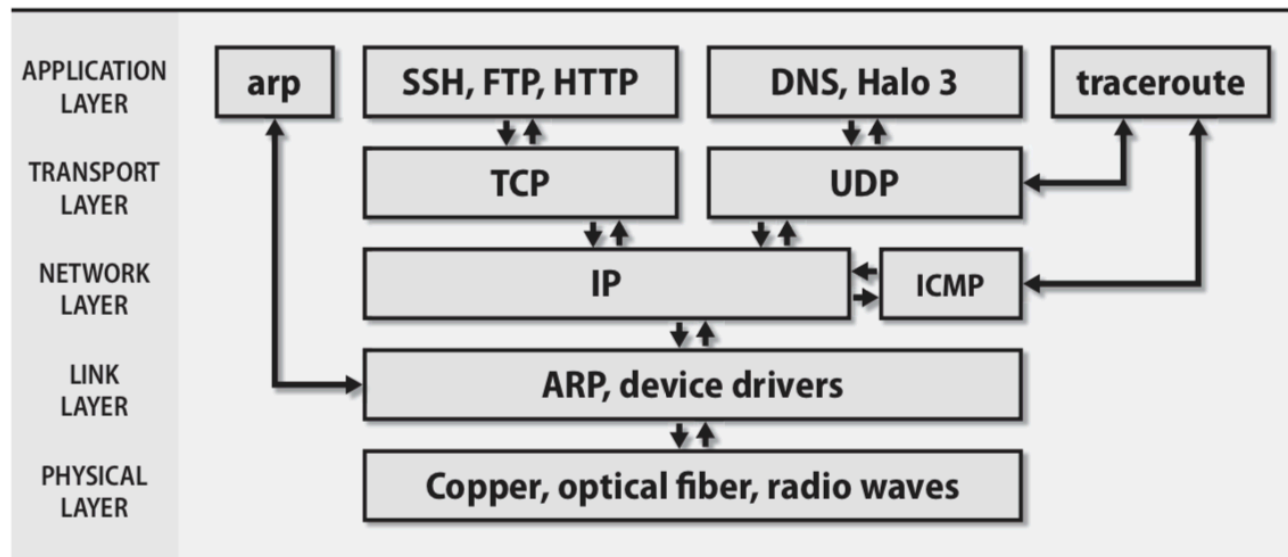 APPLICATION
LAYER
arp
SSH, FTP, HTTP
DNS, Halo 3
traceroute
TRANSPORT
LAYER
TCP
UDP
NETWORK
LAYER
IP
ICMP
LINK
LAYER
ARP, device drivers
PHYSICAL
LAYER
Copper, optical fiber, radio waves